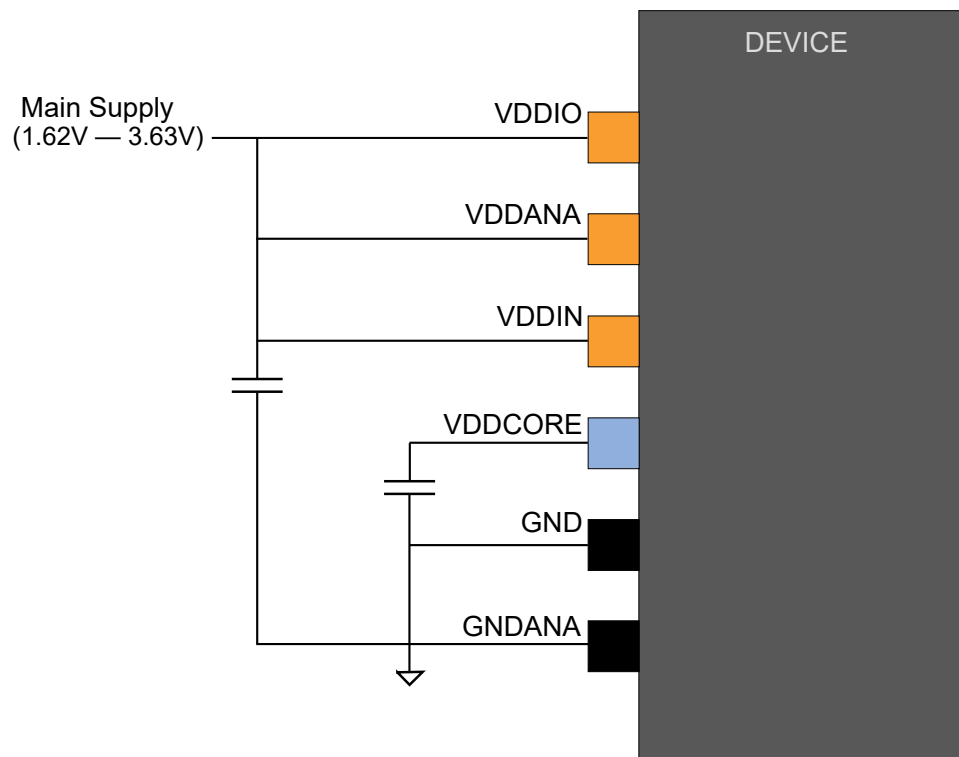 DEVICE
Main Supply
(1.62V — 3.63V)
VDDIO
VDDANA
VDDIN
VDDCORE
GND
GNDANA